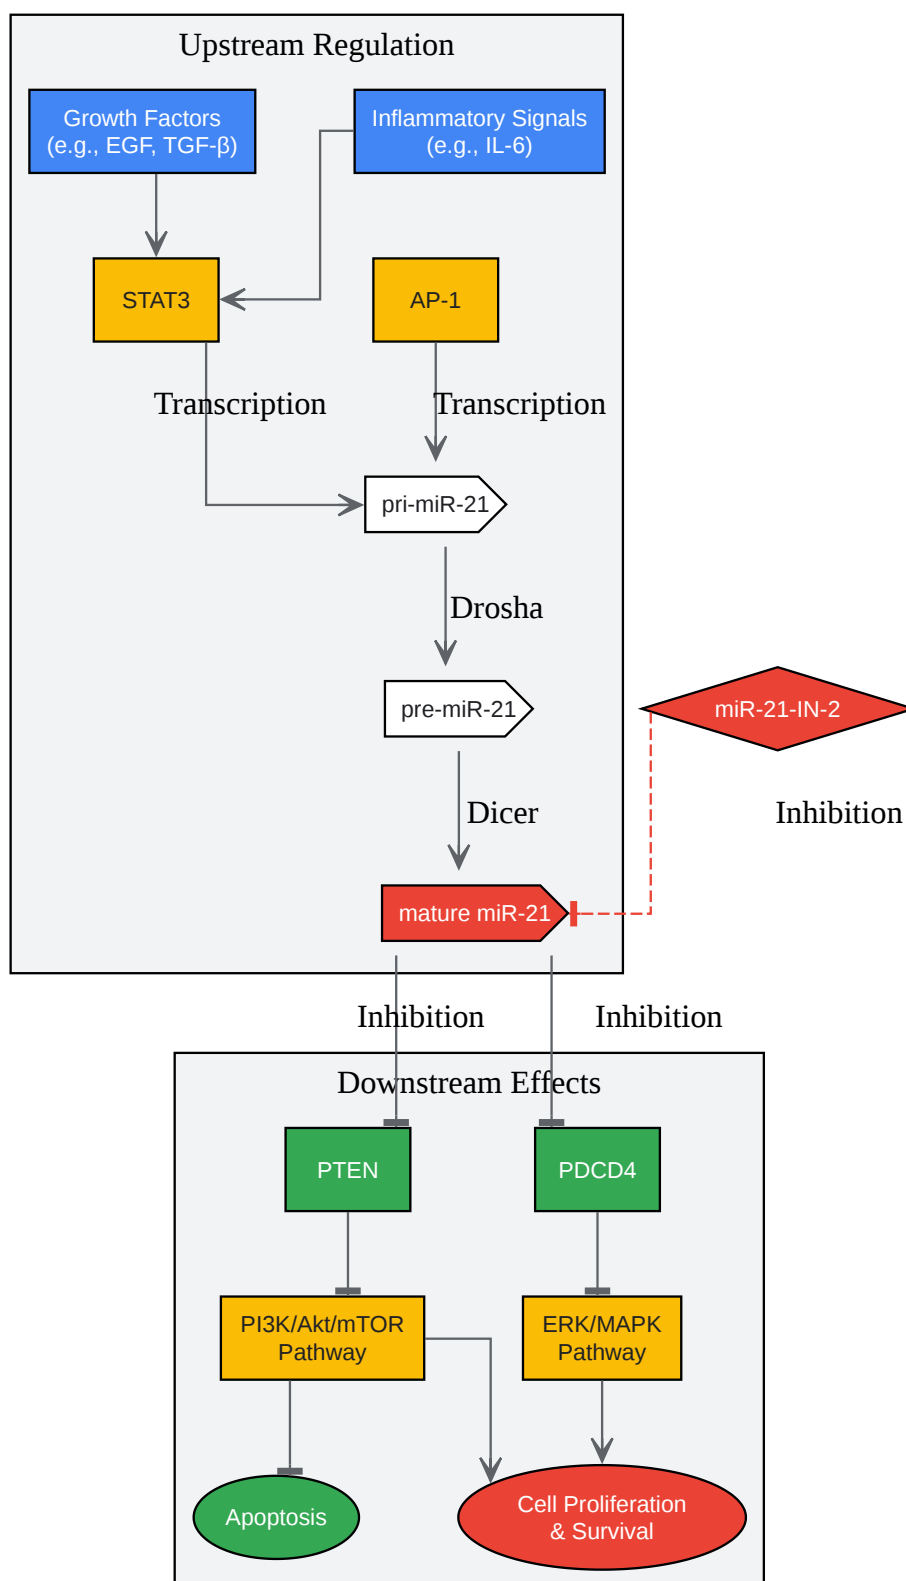 Upstream Regulation
Growth Factors
(e.g., EGF, TGF-β)
Inflammatory Signals
(e.g., IL-6)
STAT3
AP-1
Transcription
Transcription
pri-miR-21
Drosha
pre-miR-21
miR-21-IN-2
Dicer
Inhibition
mature miR-21
Inhibition
Inhibition
Downstream Effects
PTEN
PDCD4
PI3K/Akt/mTOR
Pathway
ERK/MAPK
Pathway
Apoptosis
Cell Proliferation
& Survival